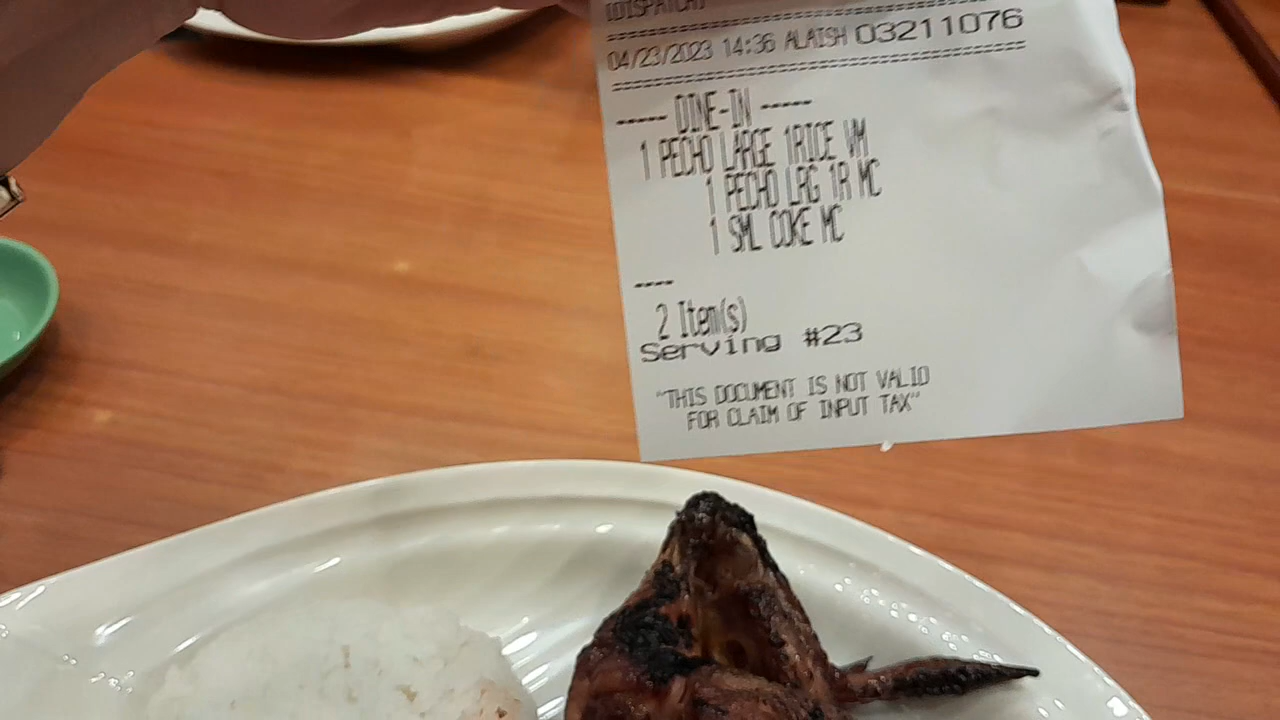 (DISPATCH)
04/23/2023 14:36 ALAISH 03211076
----- DINE-IN -----
1 PECHO LARGE 1RICE VM
1 PECHO LRG 1R MC
1 SML COKE MC
----
2 Item(s)
Serving #23
"THIS DOCUMENT IS NOT VALID
FOR CLAIM OF INPUT TAX"